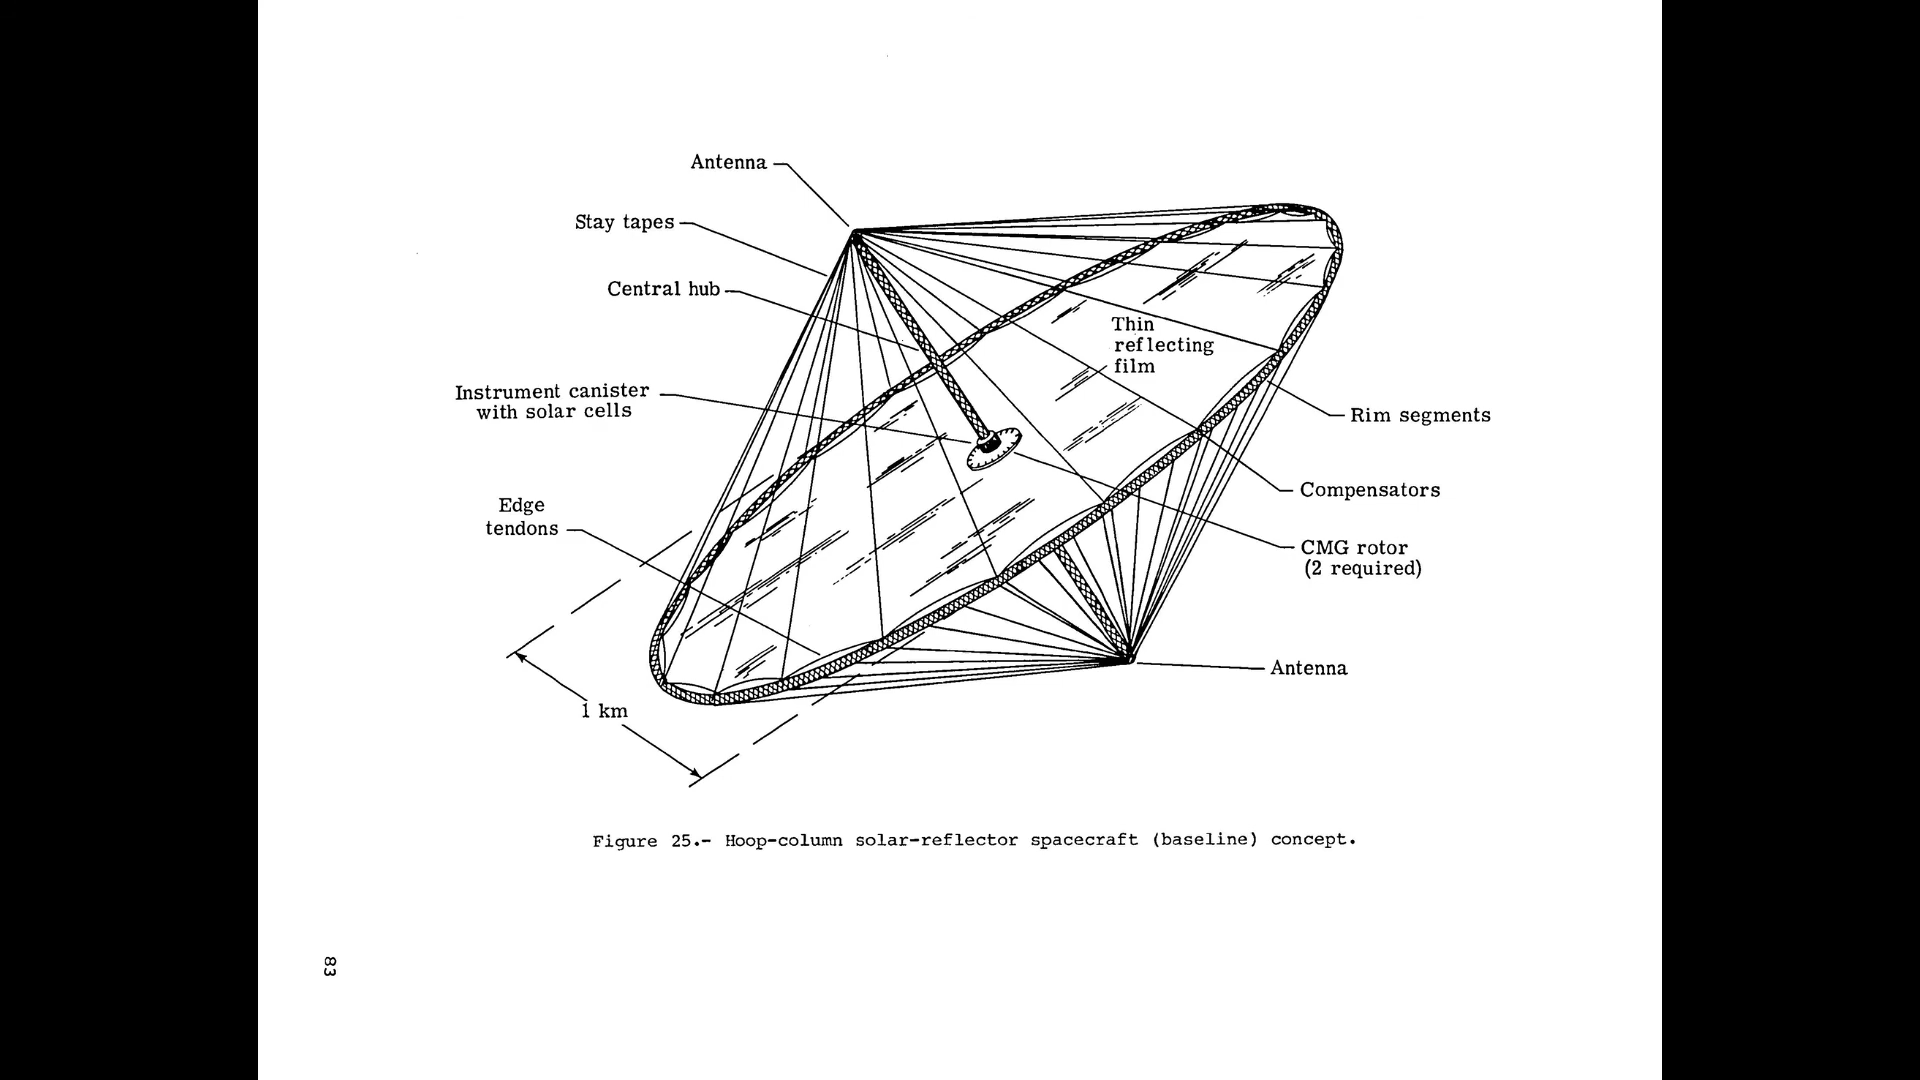 Antenna
Stay tapes
Central hub
Thin
reflecting
film
Instrument canister
with solar cells
Rim segments
Compensators
Edge
tendons
CMG rotor
(2 required)
Antenna
1 km
Figure 25.- Hoop-column solar-reflector spacecraft (baseline) concept.
83